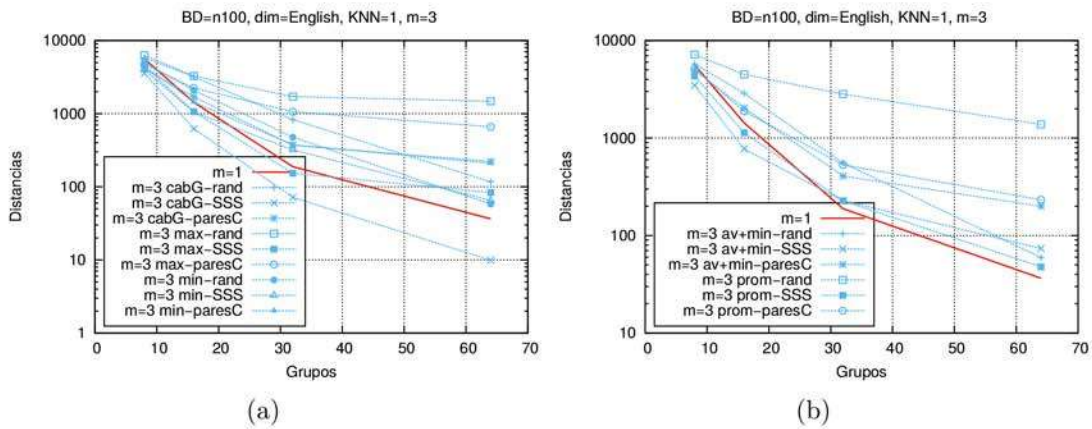 BD=n100, dim=English, KNN=1, m=3
10000
1000
100
10
1
Distancias
m=1
m=3 cabG-rand
m=3 cabG-SSS
m=3 cabG-paresC
m=3 max-rand
m=3 max-SSS
m=3 max-paresC
m=3 min-rand
m=3 min-SSS
m=3 min-paresC
0 10 20 30 40 50 60 70
Grupos
(a)
BD=n100, dim=English, KNN=1, m=3
10000
1000
100
10
Distancias
m=1
m=3 av+min-rand
m=3 av+min-SSS
m=3 av+min-paresC
m=3 prom-rand
m=3 prom-SSS
m=3 prom-paresC
0 10 20 30 40 50 60 70
Grupos
(b)